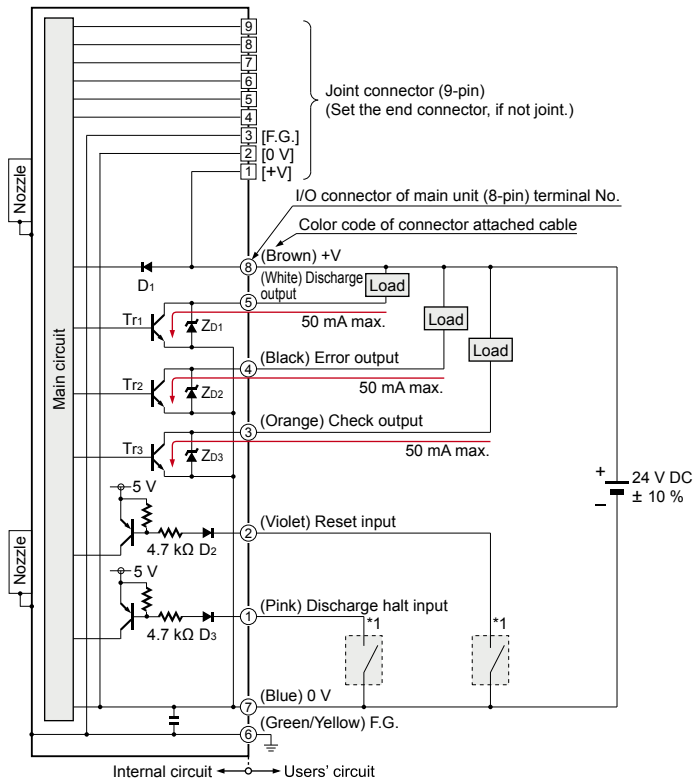 9
8
7
6
5
4
3 [F.G.]
2 [0 V]
1 [+V]
Joint connector (9-pin)
(Set the end connector, if not joint.)
Nozzle
I/O connector of main unit (8-pin) terminal No.
Color code of connector attached cable
8 (Brown) +V
D1
(White) Discharge
output
5
Load
Tr1
ZD1
50 mA max.
Load
Main circuit
4 (Black) Error output
Load
Tr2
ZD2
50 mA max.
3 (Orange) Check output
Tr3
ZD3
50 mA max.
+
24 V DC
± 10 %
–
5 V
2 (Violet) Reset input
4.7 kΩ D2
Nozzle
5 V
1 (Pink) Discharge halt input
4.7 kΩ D3
*1
*1
7 (Blue) 0 V
6 (Green/Yellow) F.G.
Internal circuit
Users' circuit